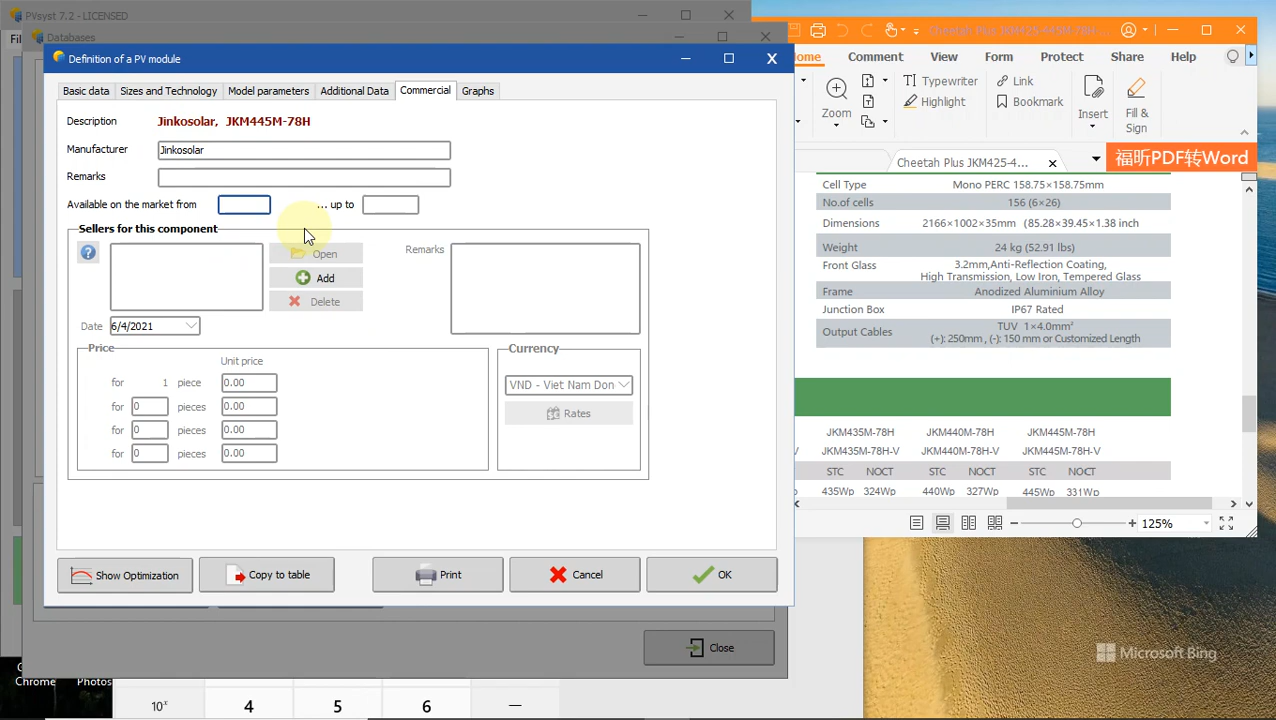 PVsyst 7.2 - LICENSED
Databases
Definition of a PV module
Basic data
Sizes and Technology
Model parameters
Additional Data
Commercial
Graphs
Description
Jinkosolar, JKM445M-78H
Manufacturer
Jinkosolar
Remarks
Available on the market from
... up to
Sellers for this component
Open
Add
Delete
Remarks
Date
6/4/2021
Price
Unit price
for 1 piece 0.00
for 0 pieces 0.00
for 0 pieces 0.00
for 0 pieces 0.00
Currency
VND - Viet Nam Don
Rates
Show Optimization
Copy to table
Print
Cancel
OK
Close
Chrome
Photos
10ˣ
4
5
6
Cheetah Plus JKM425-445M-78H-
Home
Comment
View
Form
Protect
Share
Help
Zoom
Typewriter
Highlight
Link
Bookmark
Insert
Fill &
Sign
Cheetah Plus JKM425-4...
福昕PDF转Word
Cell Type Mono PERC 158.75×158.75mm
No.of cells 156 (6×26)
Dimensions 2166×1002×35mm (85.28×39.45×1.38 inch
Weight 24 kg (52.91 lbs)
Front Glass 3.2mm,Anti-Reflection Coating,
High Transmission, Low Iron, Tempered Glass
Frame Anodized Aluminium Alloy
Junction Box IP67 Rated
Output Cables TUV 1×4.0mm²
(+): 250mm , (-): 150 mm or Customized Length
JKM435M-78H JKM440M-78H JKM445M-78H
JKM435M-78H-V JKM440M-78H-V JKM445M-78H-V
STC NOCT STC NOCT STC NOCT
435Wp 324Wp 440Wp 327Wp 445Wp 331Wp
125%
Microsoft Bing